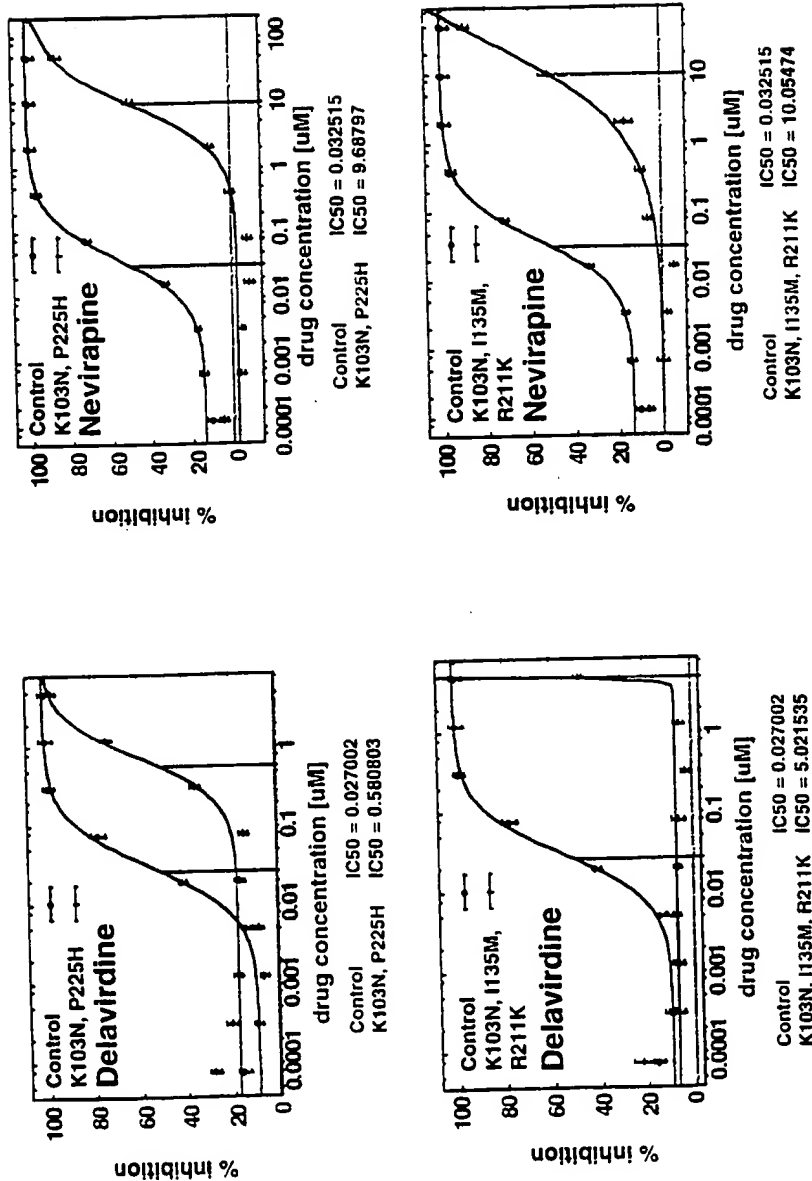 100
80
60
40
20
0
% inhibition
Control
K103N, P225H
Delavirdine
0.0001 0.001 0.01 0.1 1
drug concentration [uM]
Control IC50 = 0.027002
K103N, P225H IC50 = 0.580803
100
80
60
40
20
0
% inhibition
Control
K103N, P225H
Nevirapine
0.0001 0.001 0.01 0.1 1 10 100
drug concentration [uM]
Control IC50 = 0.032515
K103N, P225H IC50 = 9.68797
100
80
60
40
20
0
% inhibition
Control
K103N, I135M,
R211K
Delavirdine
0.0001 0.001 0.01 0.1 1
drug concentration [uM]
Control IC50 = 0.027002
K103N, I135M, R211K IC50 = 5.021535
100
80
60
40
20
0
% inhibition
Control
K103N, I135M,
R211K
Nevirapine
0.0001 0.001 0.01 0.1 1 10
drug concentration [uM]
Control IC50 = 0.032515
K103N, I135M, R211K IC50 = 10.05474